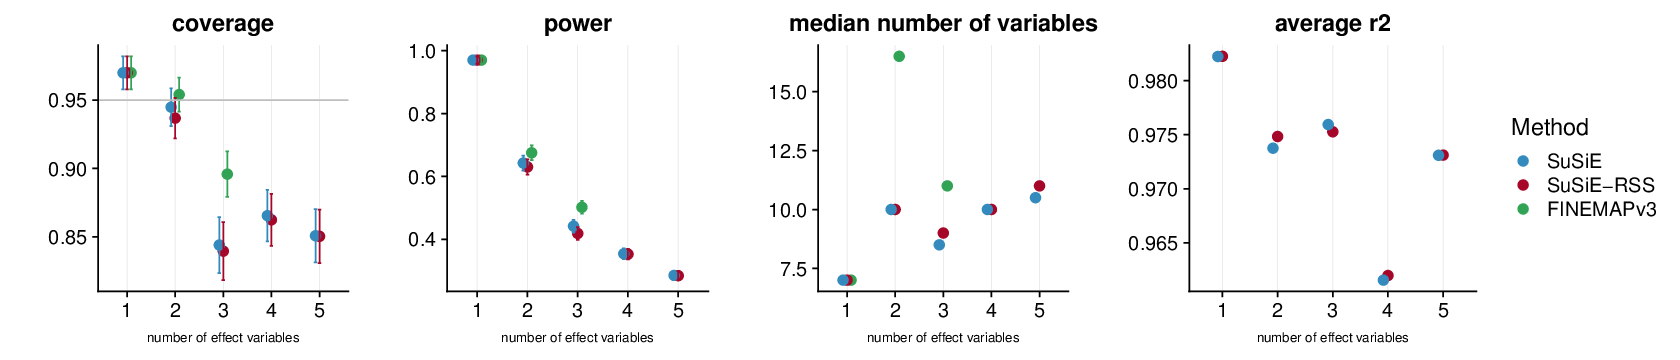 coverage
0.95
0.90
0.85
1 2 3 4 5
number of effect variables
power
1.0
0.8
0.6
0.4
1 2 3 4 5
number of effect variables
median number of variables
15.0
12.5
10.0
7.5
1 2 3 4 5
number of effect variables
average r2
0.980
0.975
0.970
0.965
1 2 3 4 5
number of effect variables
Method
SuSiE
SuSiE−RSS
FINEMAPv3